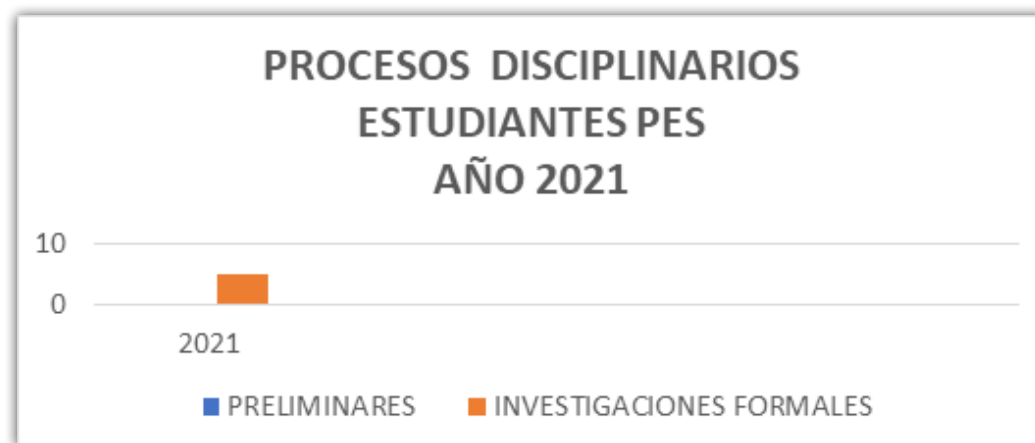 PROCESOS DISCIPLINARIOS
ESTUDIANTES PES
AÑO 2021
10
0
2021
PRELIMINARES INVESTIGACIONES FORMALES